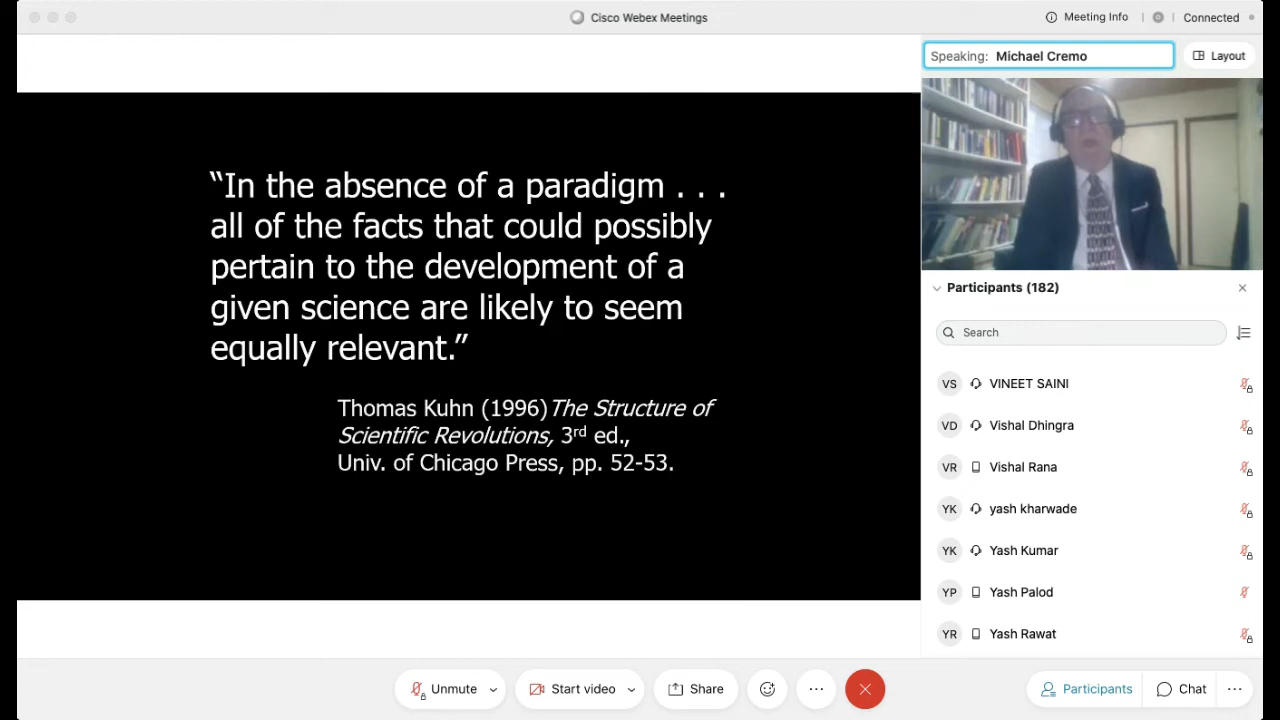 Cisco Webex Meetings
Meeting Info
Connected
Speaking: Michael Cremo
Layout
“In the absence of a paradigm . . .
all of the facts that could possibly
pertain to the development of a
given science are likely to seem
equally relevant.”
Thomas Kuhn (1996)The Structure of
Scientific Revolutions, 3rd ed.,
Univ. of Chicago Press, pp. 52-53.
Participants (182)
Search
VS VINEET SAINI
VD Vishal Dhingra
VR Vishal Rana
YK yash kharwade
YK Yash Kumar
YP Yash Palod
YR Yash Rawat
Unmute
Start video
Share
Participants
Chat